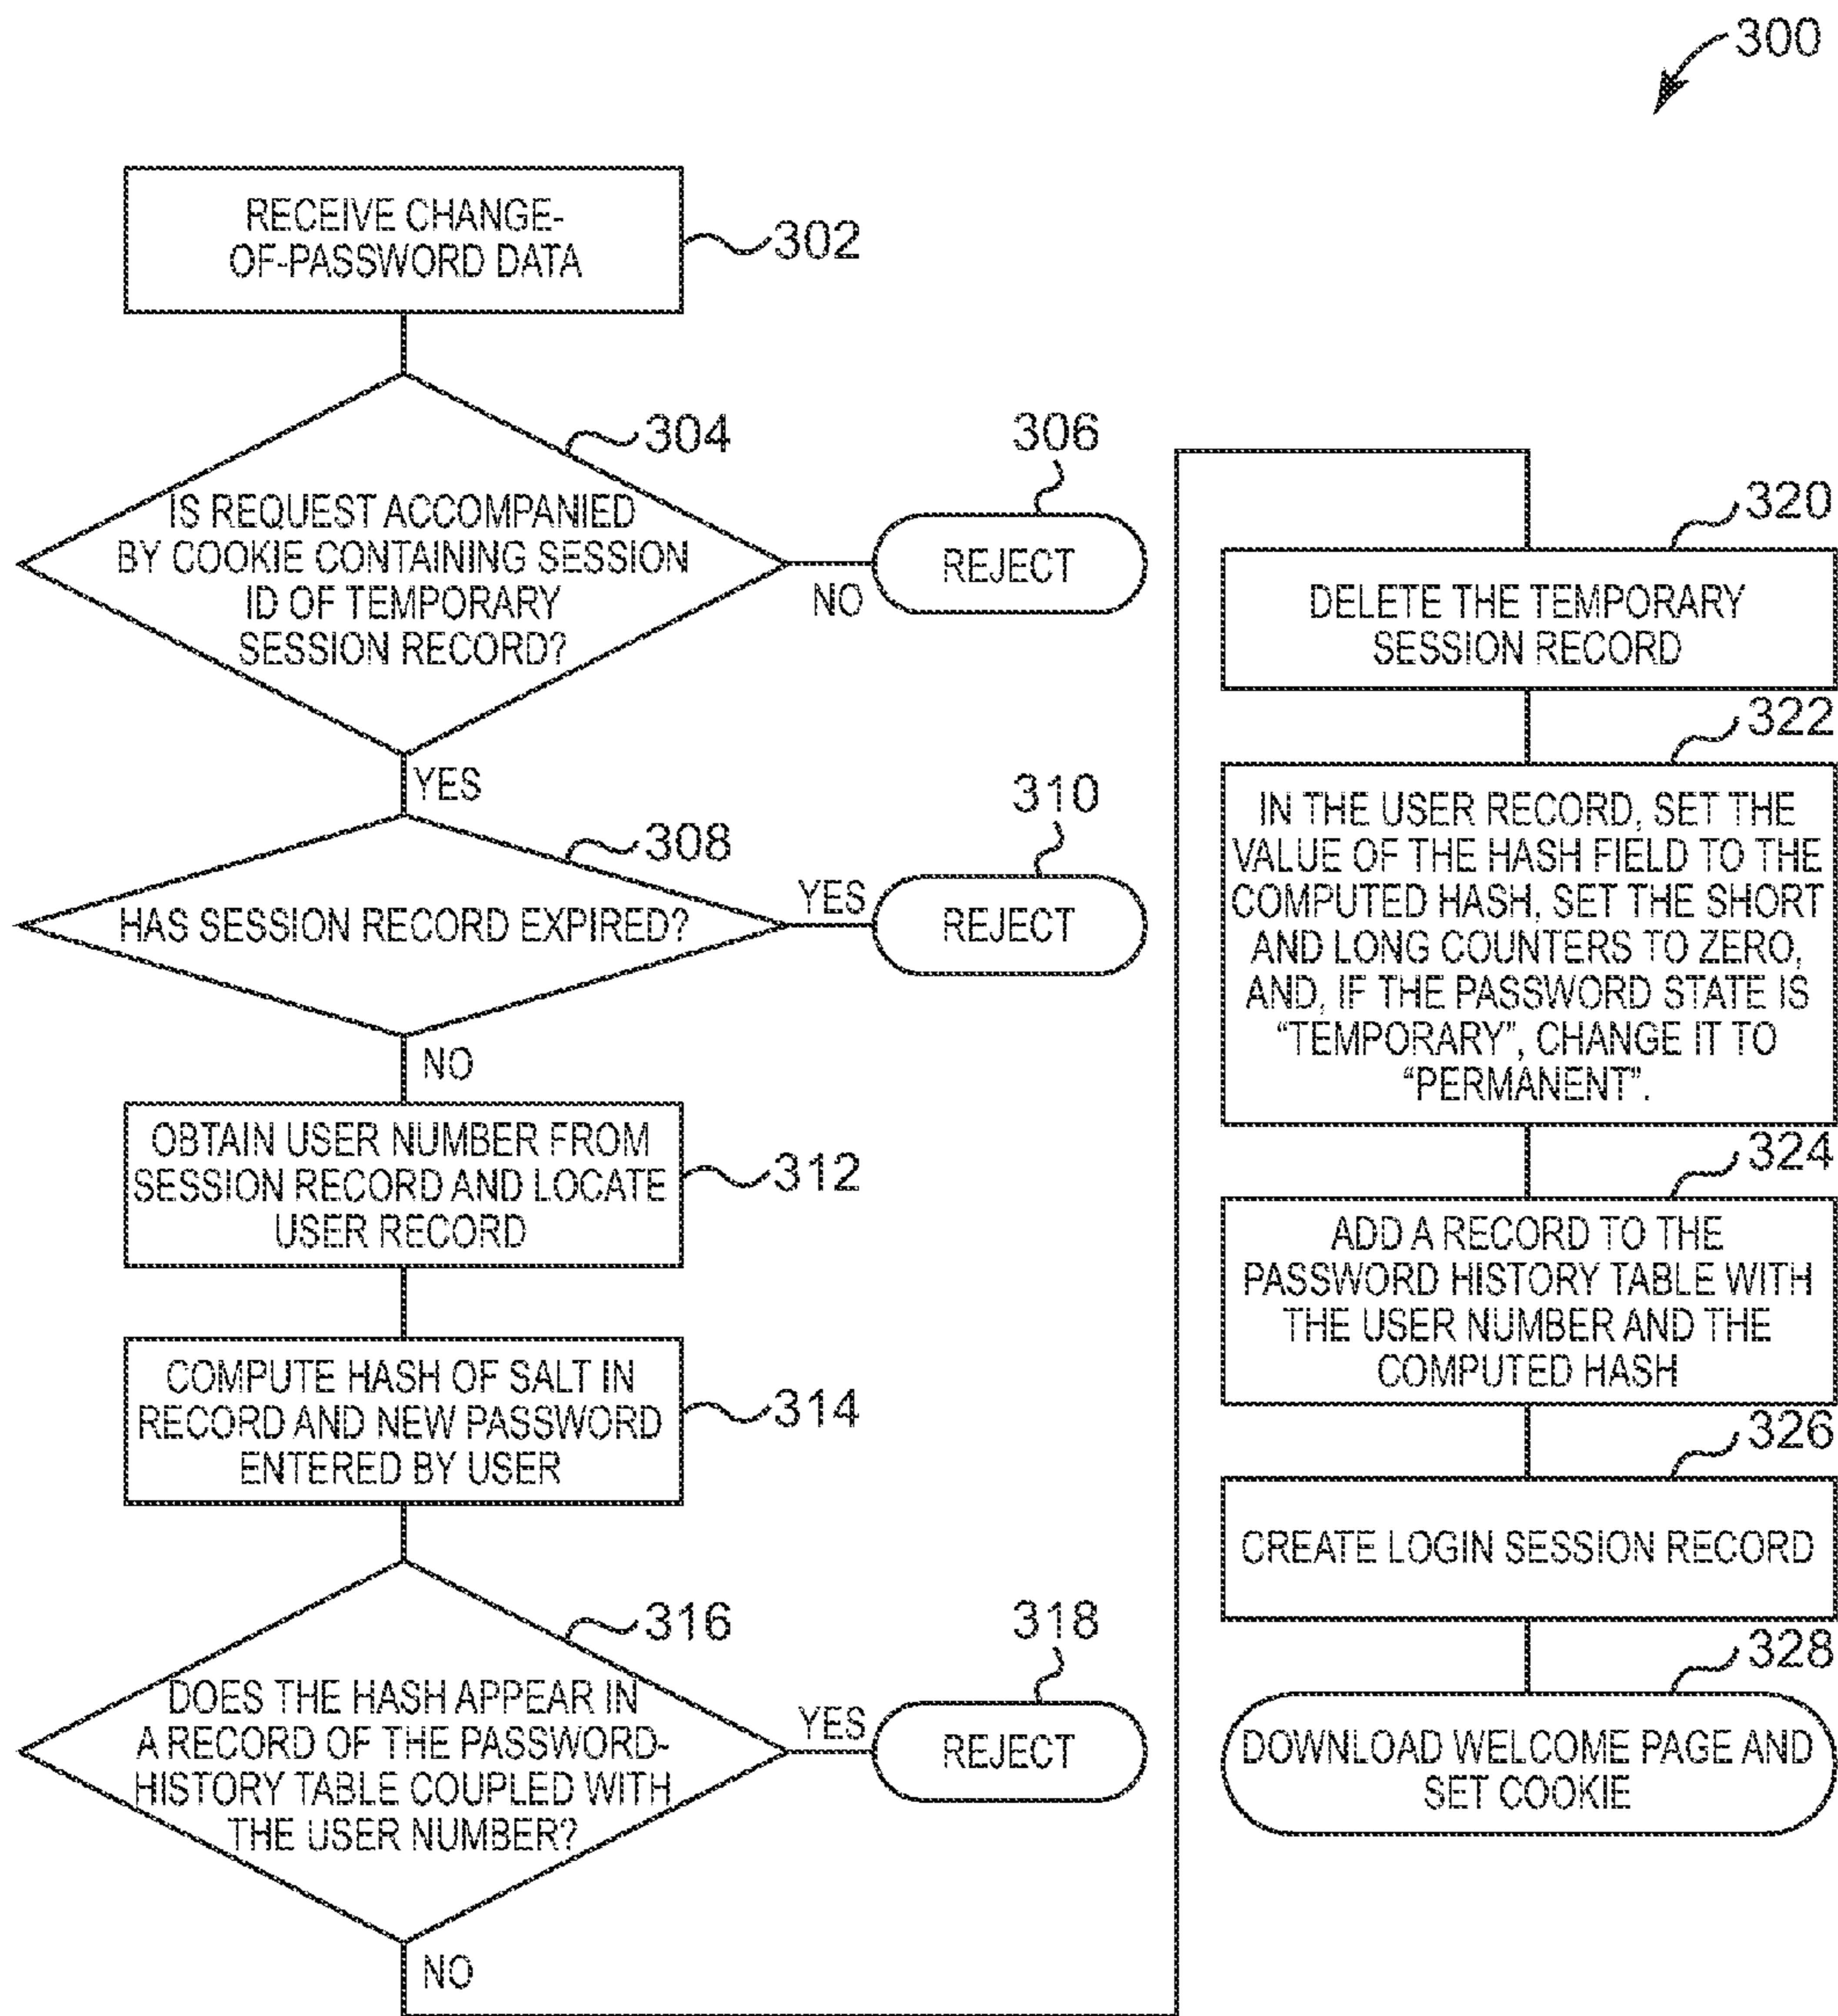 300
RECEIVE CHANGE-
OF-PASSWORD DATA
302
304
IS REQUEST ACCOMPANIED
BY COOKIE CONTAINING SESSION
ID OF TEMPORARY
SESSION RECORD?
NO
306
REJECT
YES
308
HAS SESSION RECORD EXPIRED?
YES
310
REJECT
NO
OBTAIN USER NUMBER FROM
SESSION RECORD AND LOCATE
USER RECORD
312
COMPUTE HASH OF SALT IN
RECORD AND NEW PASSWORD
ENTERED BY USER
314
316
DOES THE HASH APPEAR IN
A RECORD OF THE PASSWORD-
HISTORY TABLE COUPLED WITH
THE USER NUMBER?
YES
318
REJECT
NO
320
DELETE THE TEMPORARY
SESSION RECORD
322
IN THE USER RECORD, SET THE
VALUE OF THE HASH FIELD TO THE
COMPUTED HASH, SET THE SHORT
AND LONG COUNTERS TO ZERO,
AND, IF THE PASSWORD STATE IS
“TEMPORARY”, CHANGE IT TO
“PERMANENT”.
324
ADD A RECORD TO THE
PASSWORD HISTORY TABLE WITH
THE USER NUMBER AND THE
COMPUTED HASH
326
CREATE LOGIN SESSION RECORD
328
DOWNLOAD WELCOME PAGE AND
SET COOKIE